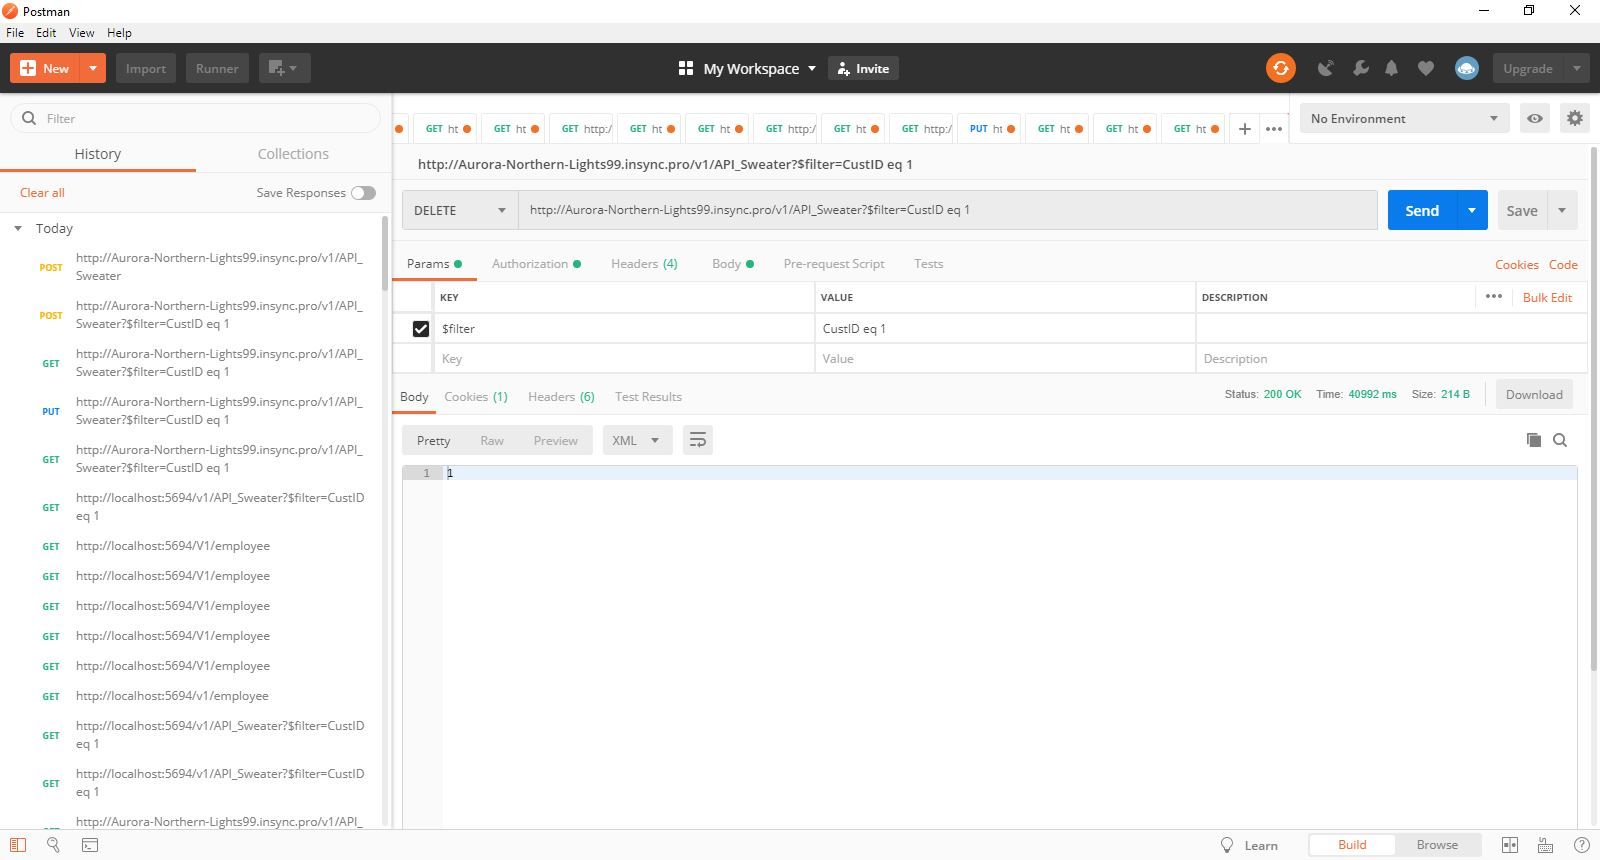 Postman
File Edit View Help
New Import Runner My Workspace Invite Upgrade
Filter
History Collections
Clear all Save Responses
Today
POST http://Aurora-Northern-Lights99.insync.pro/v1/API_
Sweater
POST http://Aurora-Northern-Lights99.insync.pro/v1/API_
Sweater?$filter=CustID eq 1
GET http://Aurora-Northern-Lights99.insync.pro/v1/API_
Sweater?$filter=CustID eq 1
PUT http://Aurora-Northern-Lights99.insync.pro/v1/API_
Sweater?$filter=CustID eq 1
GET http://Aurora-Northern-Lights99.insync.pro/v1/API_
Sweater?$filter=CustID eq 1
GET http://localhost:5694/v1/API_Sweater?$filter=CustID
eq 1
GET http://localhost:5694/V1/employee
GET http://localhost:5694/V1/employee
GET http://localhost:5694/V1/employee
GET http://localhost:5694/V1/employee
GET http://localhost:5694/V1/employee
GET http://localhost:5694/v1/employee
GET http://localhost:5694/v1/API_Sweater?$filter=CustID
eq 1
GET http://localhost:5694/v1/API_Sweater?$filter=CustID
eq 1
http://Aurora-Northern-Lights99.insync.pro/v1/API_
GET ht GET ht GET http:/ GET ht GET ht GET http:/ GET ht GET http:/ PUT ht GET ht GET ht GET ht
No Environment
http://Aurora-Northern-Lights99.insync.pro/v1/API_Sweater?$filter=CustID eq 1
DELETE http://Aurora-Northern-Lights99.insync.pro/v1/API_Sweater?$filter=CustID eq 1 Send Save
Params Authorization Headers (4) Body Pre-request Script Tests Cookies Code
KEY VALUE DESCRIPTION Bulk Edit
$filter CustID eq 1
Key Value Description
Body Cookies (1) Headers (6) Test Results Status: 200 OK Time: 40992 ms Size: 214 B Download
Pretty Raw Preview XML
1 1
Learn Build Browse